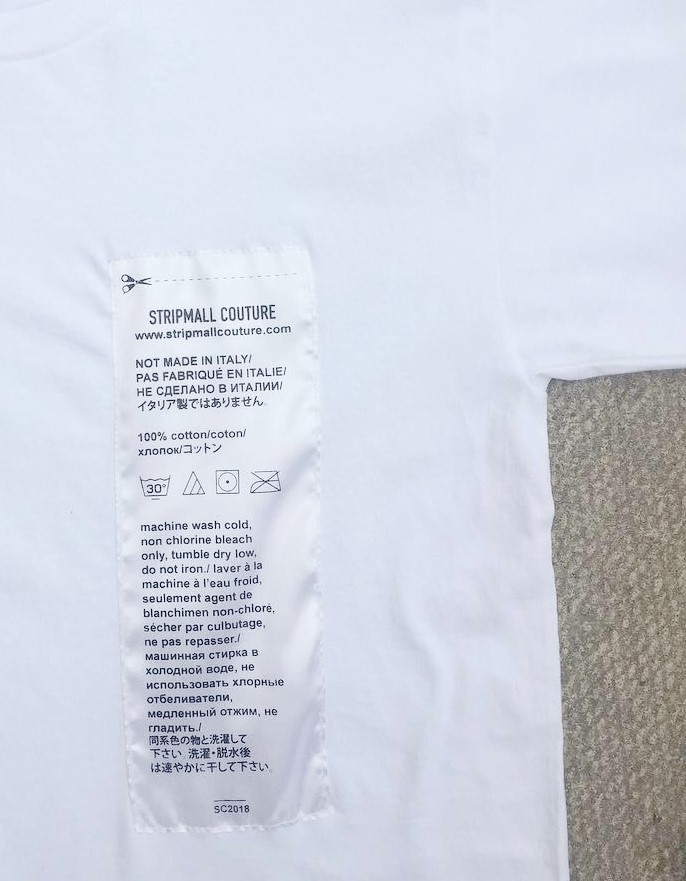 STRIPMALL COUTURE
www.stripmallcouture.com
NOT MADE IN ITALY/
PAS FABRIQUÉ EN ITALIE/
НЕ СДЕЛАНО В ИТАЛИИ/
イタリア製ではありません。
100% cotton/coton/
хлопок/コットン
30°
machine wash cold,
non chlorine bleach
only, tumble dry low,
do not iron./ laver à la
machine à l'eau froid,
seulement agent de
blanchimen non-chloré,
sécher par culbutage,
ne pas repasser./
машинная стирка в
холодной воде, не
использовать хлорные
отбеливатели,
медленный отжим, не
гладить./
同系色の物と洗濯して
下さい。洗濯・脱水後
は速やかに干して下さい。
SC2018